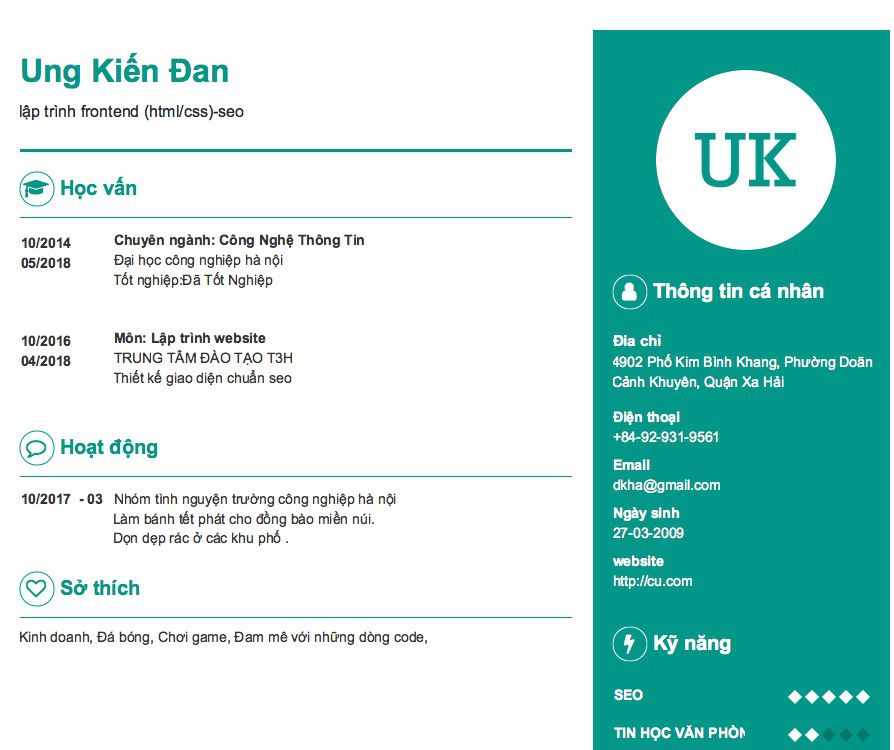 Ung Kiến Đan
lập trình frontend (html/css)-seo
Học vấn
10/2014 Chuyên ngành: Công Nghệ Thông Tin
05/2018 Đại học công nghiệp hà nội
Tốt nghiệp:Đã Tốt Nghiệp
10/2016 Môn: Lập trình website
04/2018 TRUNG TÂM ĐÀO TẠO T3H
Thiết kế giao diện chuẩn seo
Hoạt động
10/2017 - 03 Nhóm tình nguyện trường công nghiệp hà nội
Làm bánh tết phát cho đồng bào miền núi.
Dọn dẹp rác ở các khu phố .
Sở thích
Kinh doanh, Đá bóng, Chơi game, Đam mê với những dòng code,
UK
Thông tin cá nhân
Đia chỉ
4902 Phố Kim Bình Khang, Phường Doãn
Cảnh Khuyên, Quận Xa Hải
Điện thoại
+84-92-931-9561
Email
dkha@gmail.com
Ngày sinh
27-03-2009
website
http://cu.com
Kỹ năng
SEO
TIN HỌC VĂN PHÒN